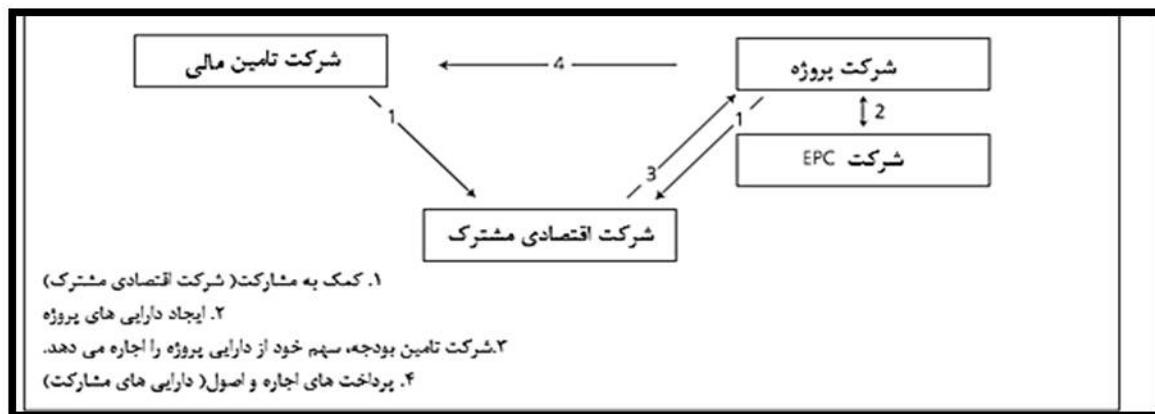 شرکت تامین مالی
4
شرکت پروژه
1
1
2
3
شرکت EPC
شرکت اقتصادی مشترک
۱. کمک به مشارکت( شرکت اقتصادی مشترک)
۲. ایجاد دارایی های پروژه
۳.شرکت تامین بودجه، سهم خود از دارایی پروژه را اجاره می دهد.
۴. پرداخت های اجاره و اصول( دارایی های مشارکت)